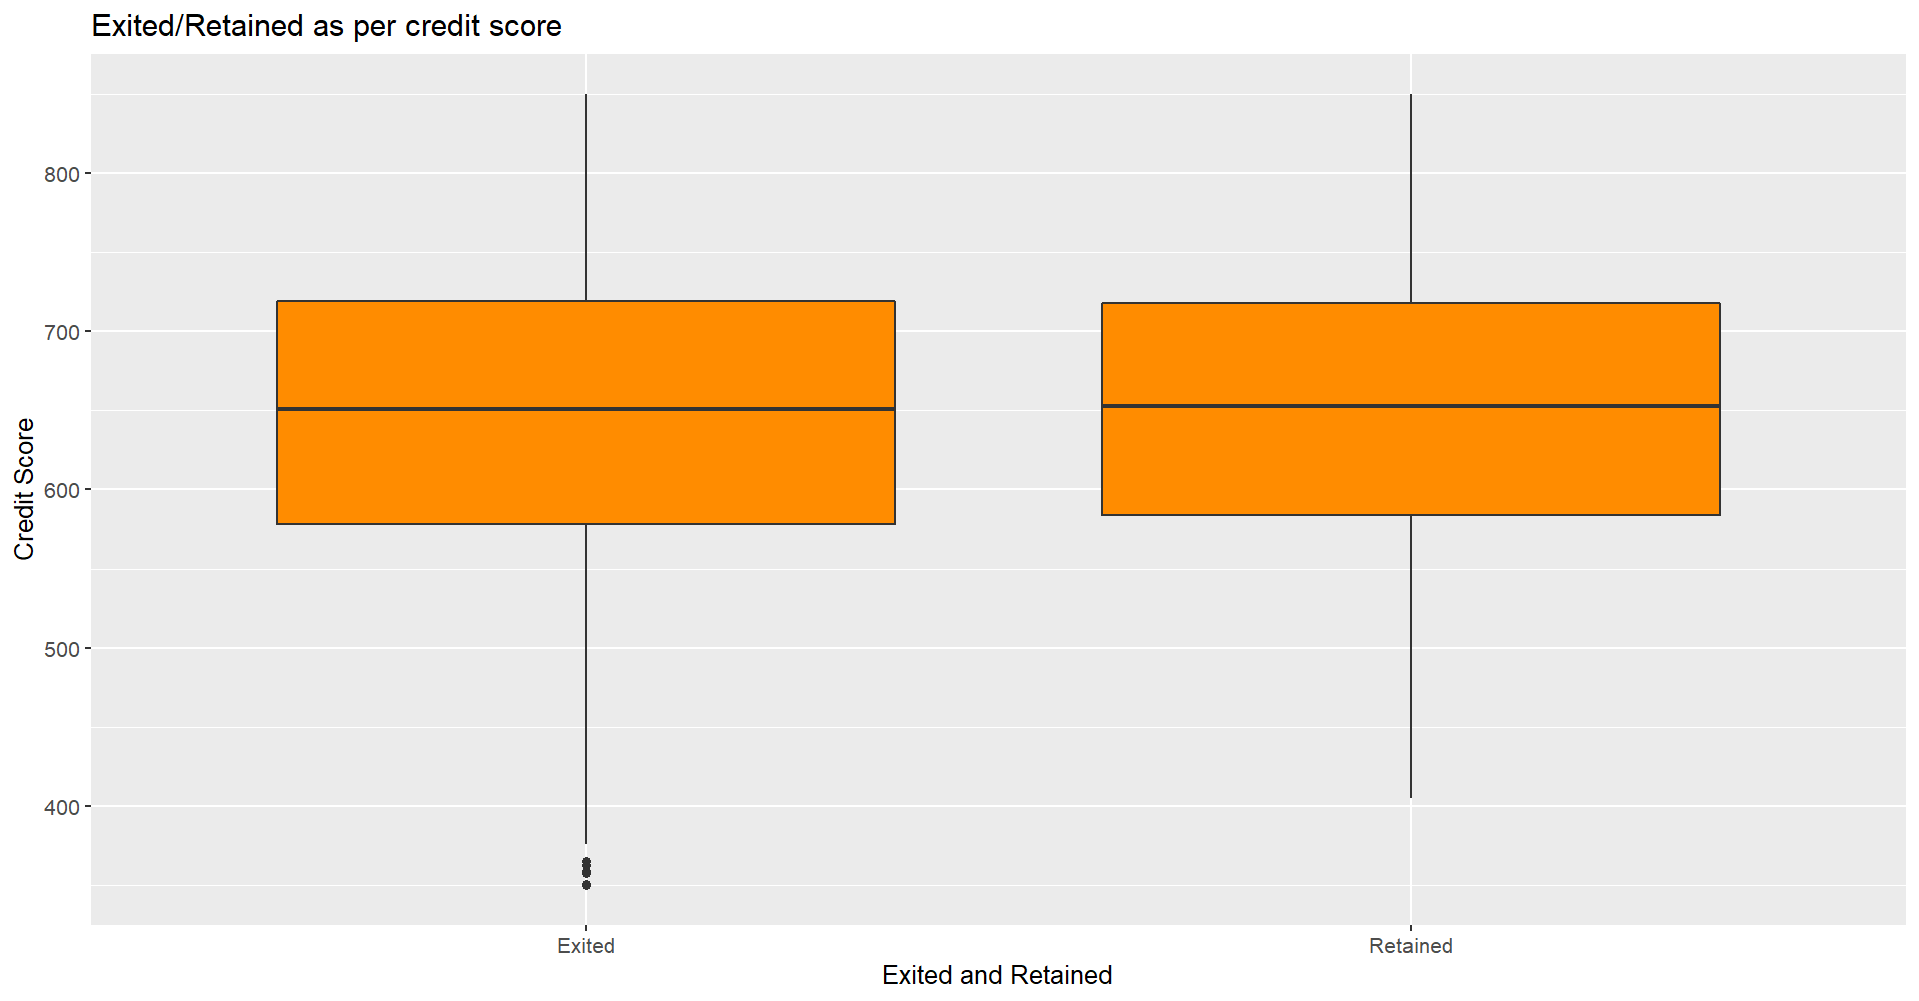 Exited/Retained as per credit score
Credit Score
800
700
600
500
400
Exited
Retained
Exited and Retained